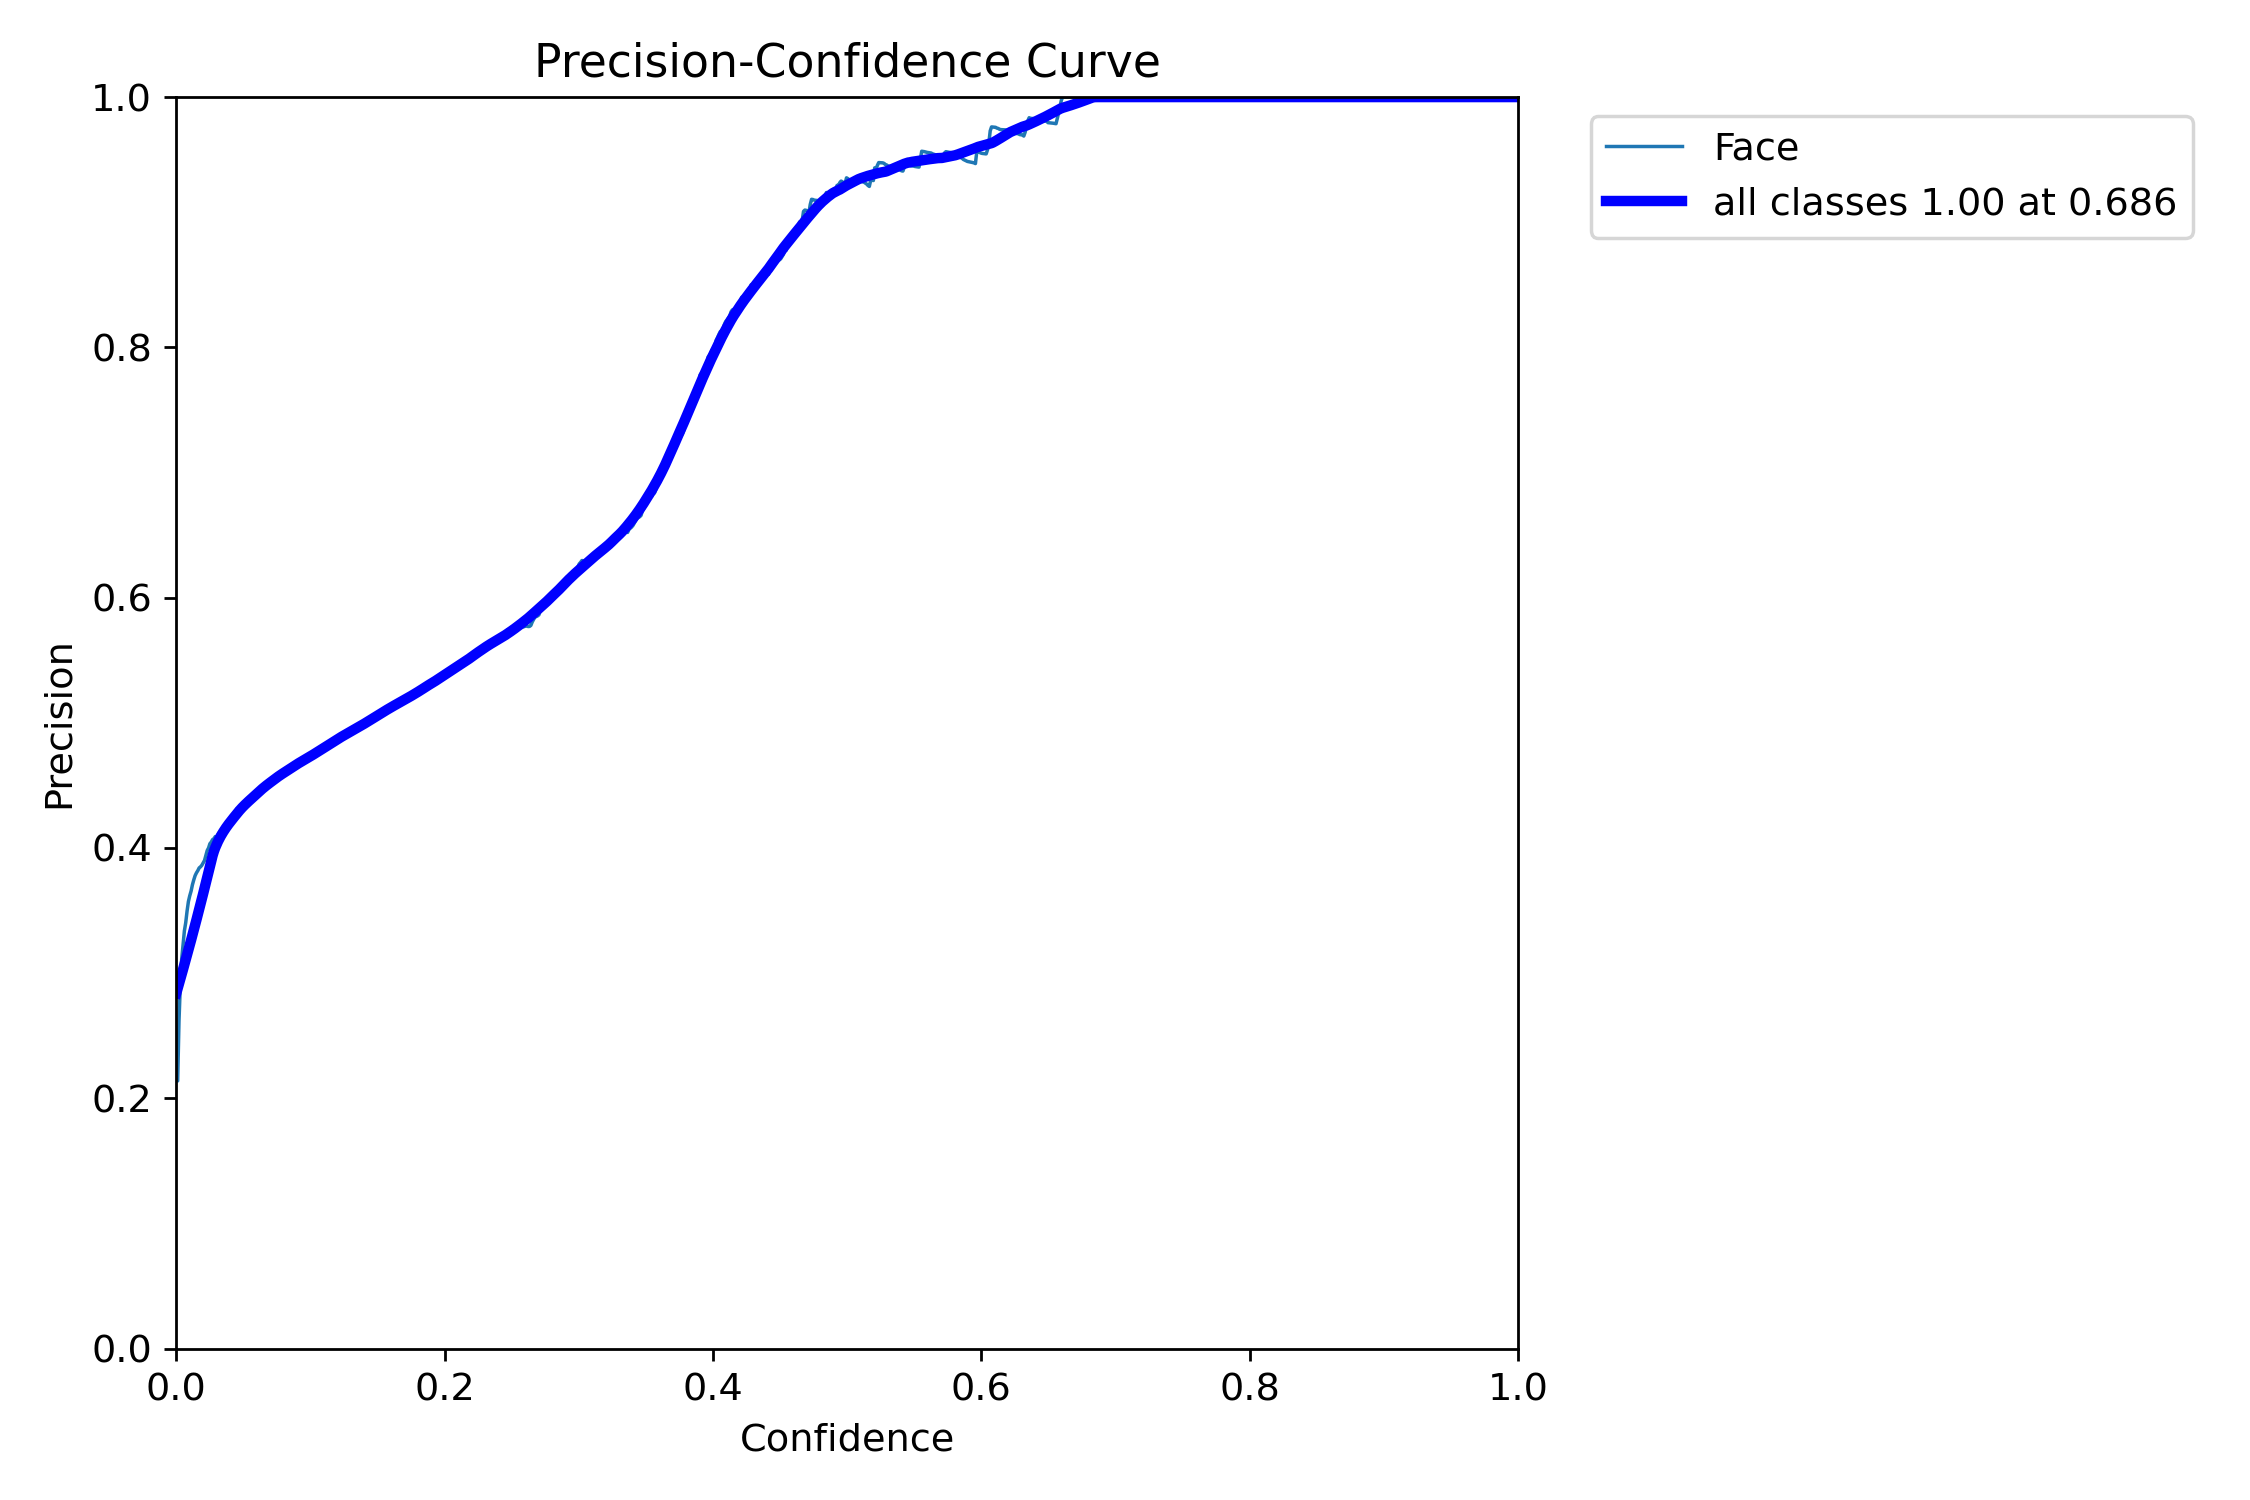 Precision-Confidence Curve
1.0
0.8
0.6
0.4
0.2
0.0
Precision
0.0 0.2 0.4 0.6 0.8 1.0
Confidence
Face
all classes 1.00 at 0.686